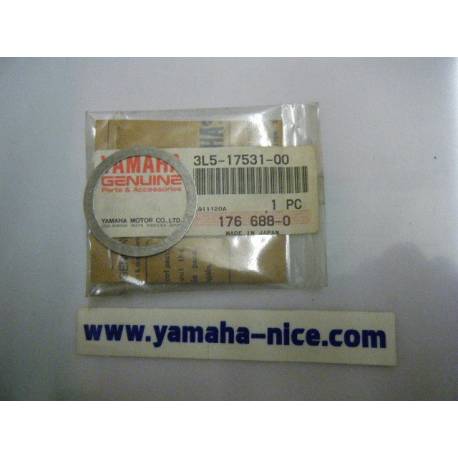 YAMAHA
GENUINE
Parts & Accessories
YAMAHA MOTOR CO., LTD.
3L5-17531-00
911120A
1 PC
176 688-0
MADE IN JAPAN
www.yamaha-nice.com